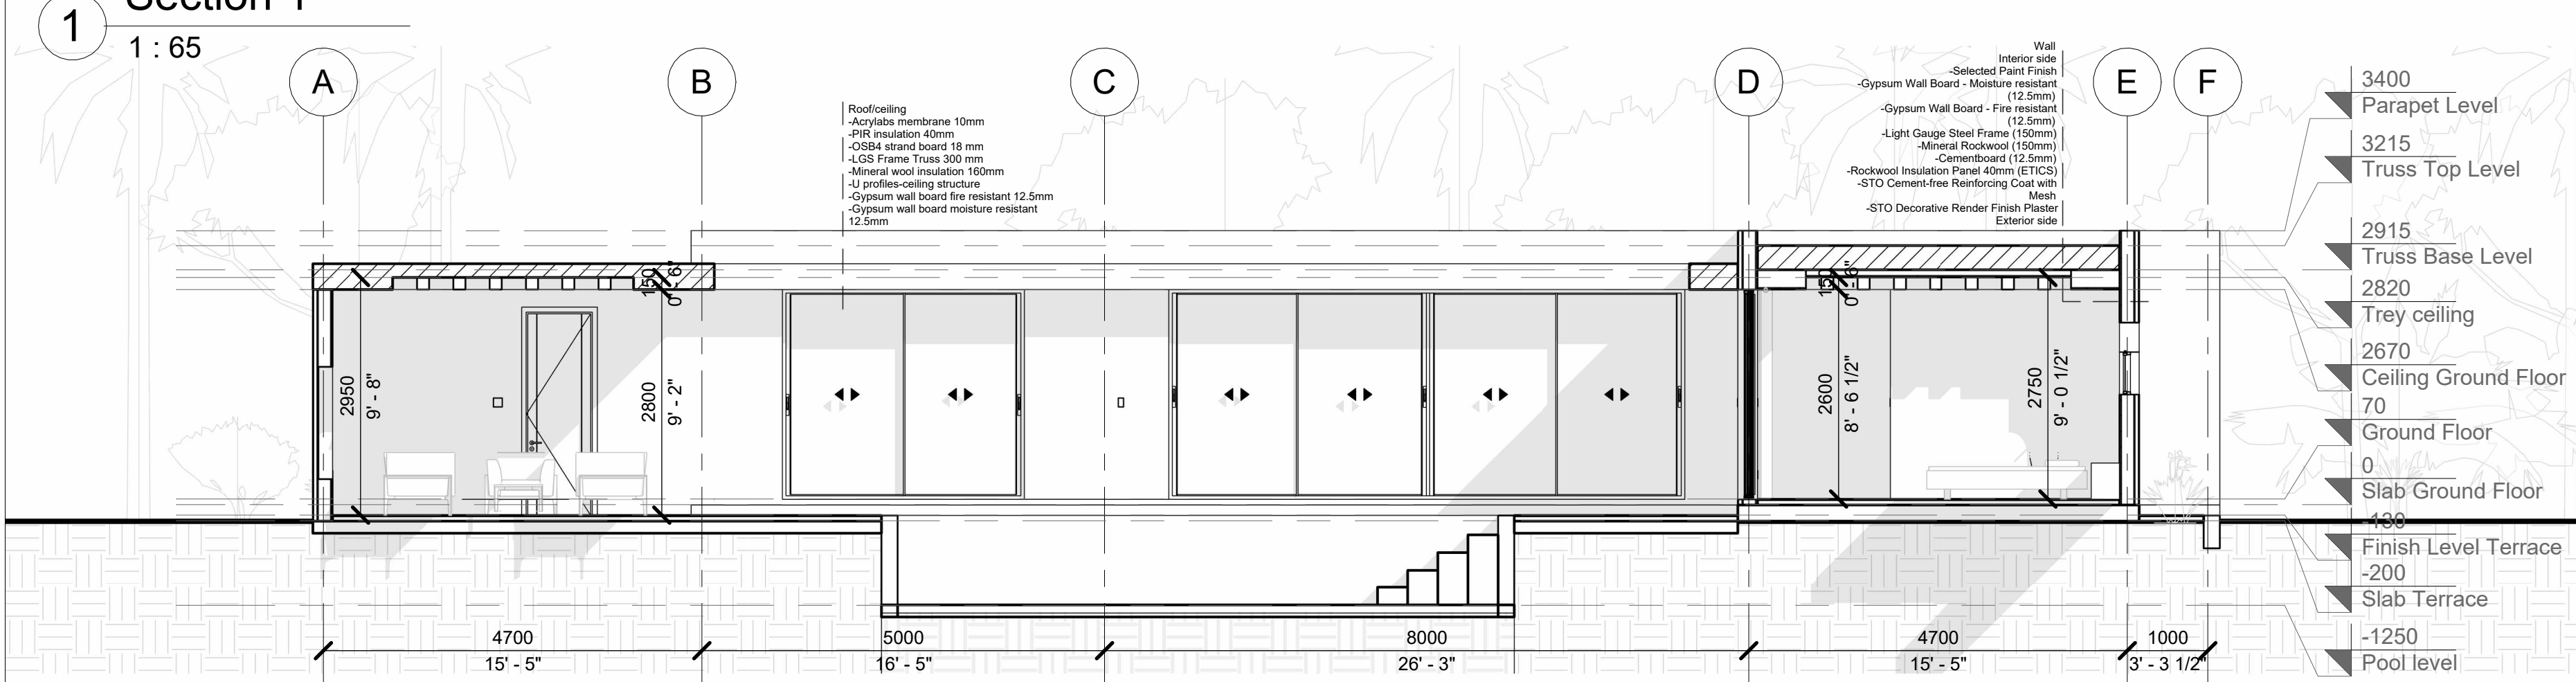 Section 1
1
1 : 65
A
B
C
D
E
F
Roof/ceiling
-Acrylabs membrane 10mm
-PIR insulation 40mm
-OSB4 strand board 18 mm
-LGS Frame Truss 300 mm
-Mineral wool insulation 160mm
-U profiles-ceiling structure
-Gypsum wall board fire resistant 12.5mm
-Gypsum wall board moisture resistant
12.5mm
Wall
Interior side
-Selected Paint Finish
-Gypsum Wall Board - Moisture resistant
(12.5mm)
-Gypsum Wall Board - Fire resistant
(12.5mm)
-Light Gauge Steel Frame (150mm)
-Mineral Rockwool (150mm)
-Cementboard (12.5mm)
-Rockwool Insulation Panel 40mm (ETICS)
-STO Cement-free Reinforcing Coat with
Mesh
-STO Decorative Render Finish Plaster
Exterior side
3400
Parapet Level
3215
Truss Top Level
2915
Truss Base Level
2820
Trey ceiling
2670
Ceiling Ground Floor
70
Ground Floor
0
Slab Ground Floor
-130
Finish Level Terrace
-200
Slab Terrace
-1250
Pool level
150
0' - 6"
150
0' - 6"
2950
9' - 8"
2800
9' - 2"
2600
8' - 6 1/2"
2750
9' - 0 1/2"
4700
15' - 5"
5000
16' - 5"
8000
26' - 3"
4700
15' - 5"
1000
3' - 3 1/2"